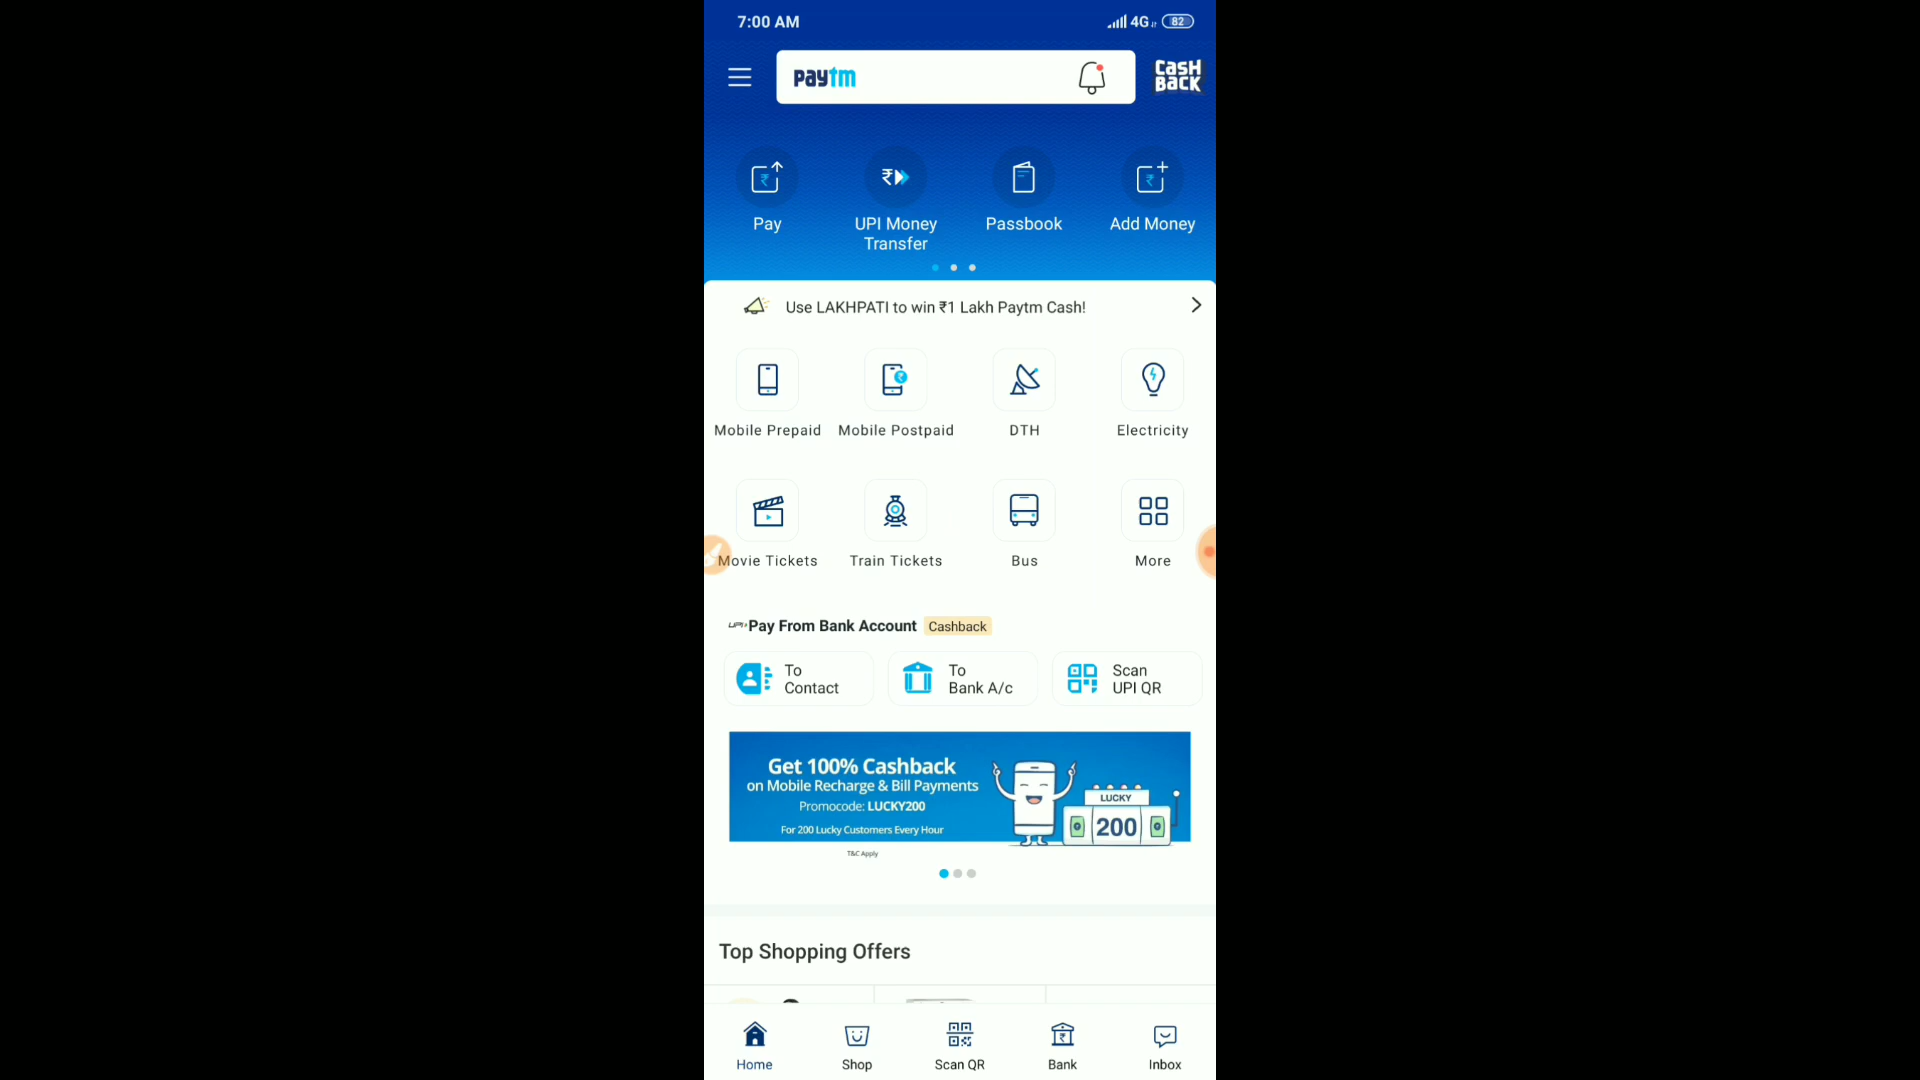 7:00 AM
4G 82
paytm
CASH
BACK
Pay
UPI Money
Transfer
Passbook
Add Money
Use LAKHPATI to win ₹1 Lakh Paytm Cash!
Mobile Prepaid
Mobile Postpaid
DTH
Electricity
Movie Tickets
Train Tickets
Bus
More
UPI Pay From Bank Account Cashback
To
Contact
To
Bank A/c
Scan
UPI QR
Get 100% Cashback
on Mobile Recharge & Bill Payments
Promocode: LUCKY200
For 200 Lucky Customers Every Hour
T&C Apply
LUCKY
200
Top Shopping Offers
Home
Shop
Scan QR
Bank
Inbox